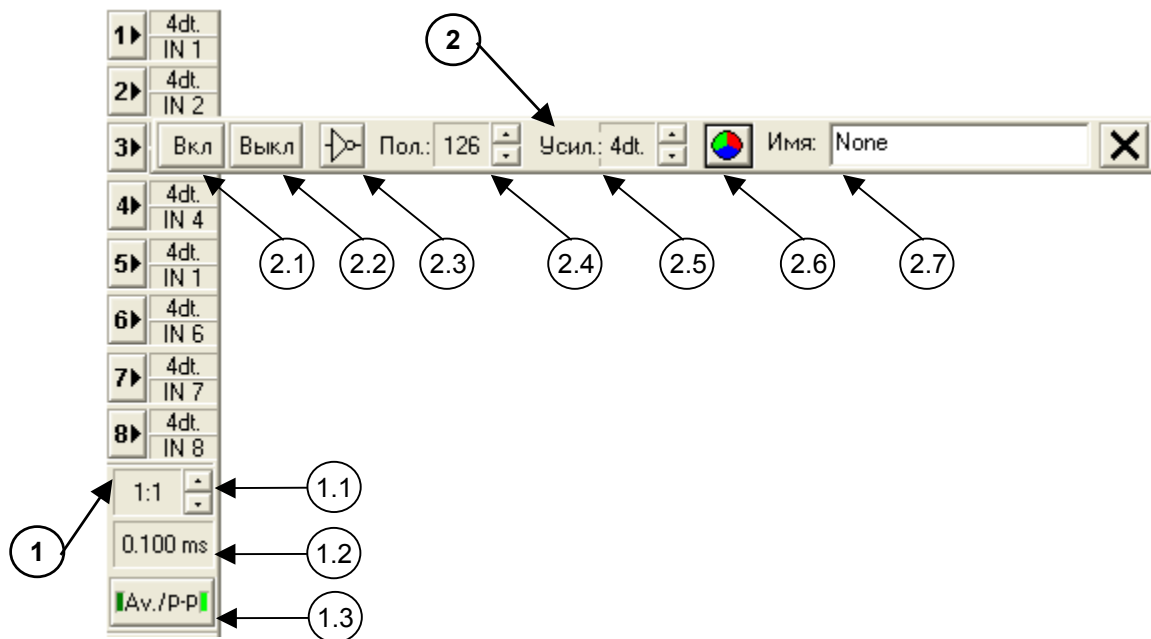 1 4dt.
IN 1
2
2 4dt.
IN 2
3 Вкл Выкл Пол.: 126 Усил.: 4dt. Имя: None
4 4dt.
IN 4
2.1 2.2 2.3 2.4 2.5 2.6 2.7
5 4dt.
IN 1
6 4dt.
IN 6
7 4dt.
IN 7
8 4dt.
IN 8
1:1 1.1
1 0.100 ms 1.2
Av./p-p 1.3